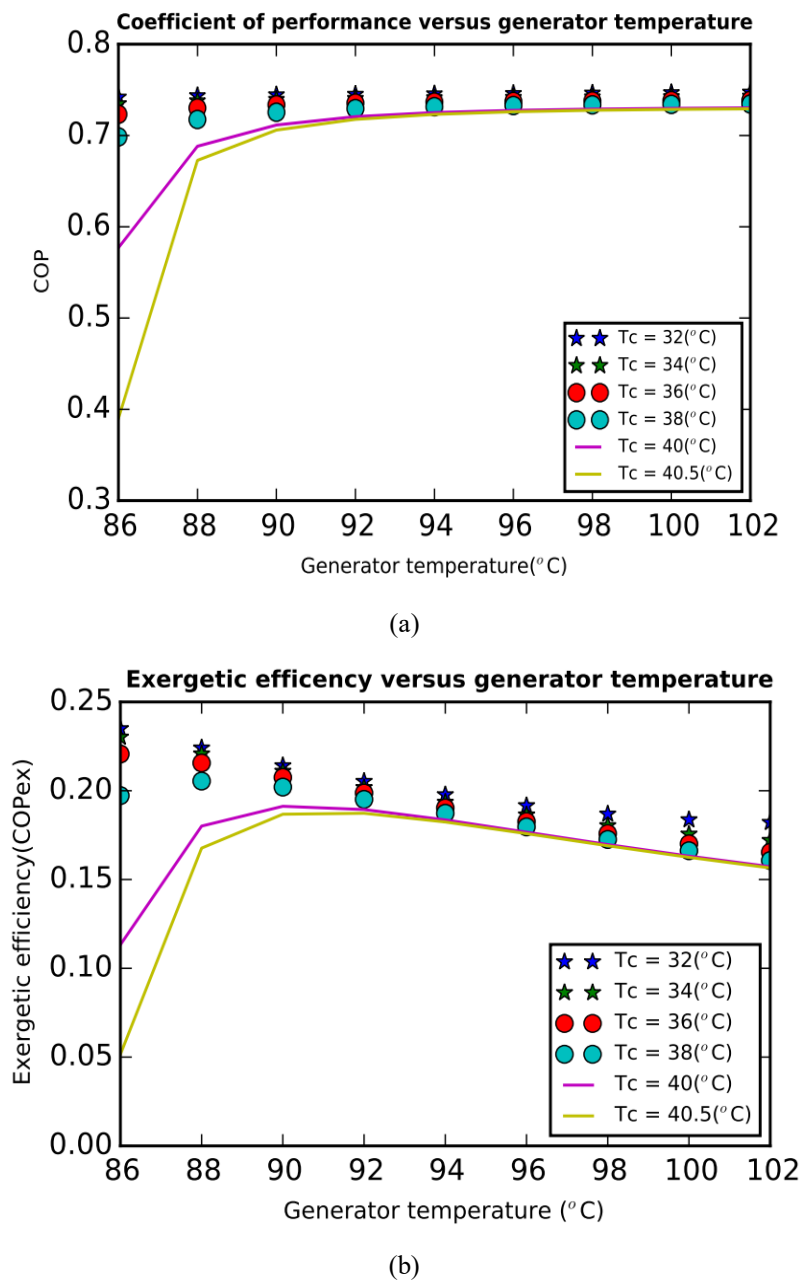 Coefficient of performance versus generator temperature
0.8
0.7
0.6
0.5
0.4
0.3
COP
Tc = 32(°C)
Tc = 34(°C)
Tc = 36(°C)
Tc = 38(°C)
Tc = 40(°C)
Tc = 40.5(°C)
86 88 90 92 94 96 98 100 102
Generator temperature(°C)
(a)
Exergetic efficency versus generator temperature
0.25
0.20
0.15
0.10
0.05
0.00
Exergetic efficiency(COPex)
Tc = 32(°C)
Tc = 34(°C)
Tc = 36(°C)
Tc = 38(°C)
Tc = 40(°C)
Tc = 40.5(°C)
86 88 90 92 94 96 98 100 102
Generator temperature (°C)
(b)